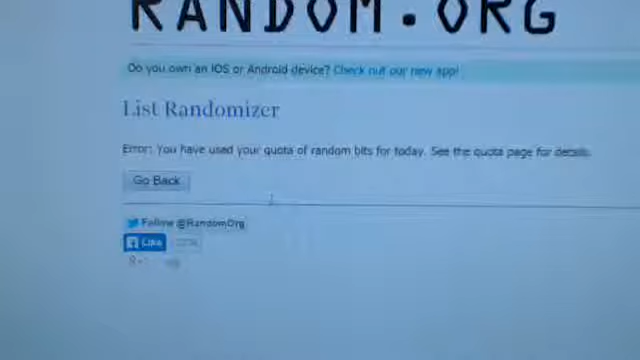 RANDOM.ORG
Do you own an iOS or Android device? Check out our new app!
List Randomizer
Error: You have used your quota of random bits for today. See the quota page for details.
Go Back
Follow @RandomOrg
Like